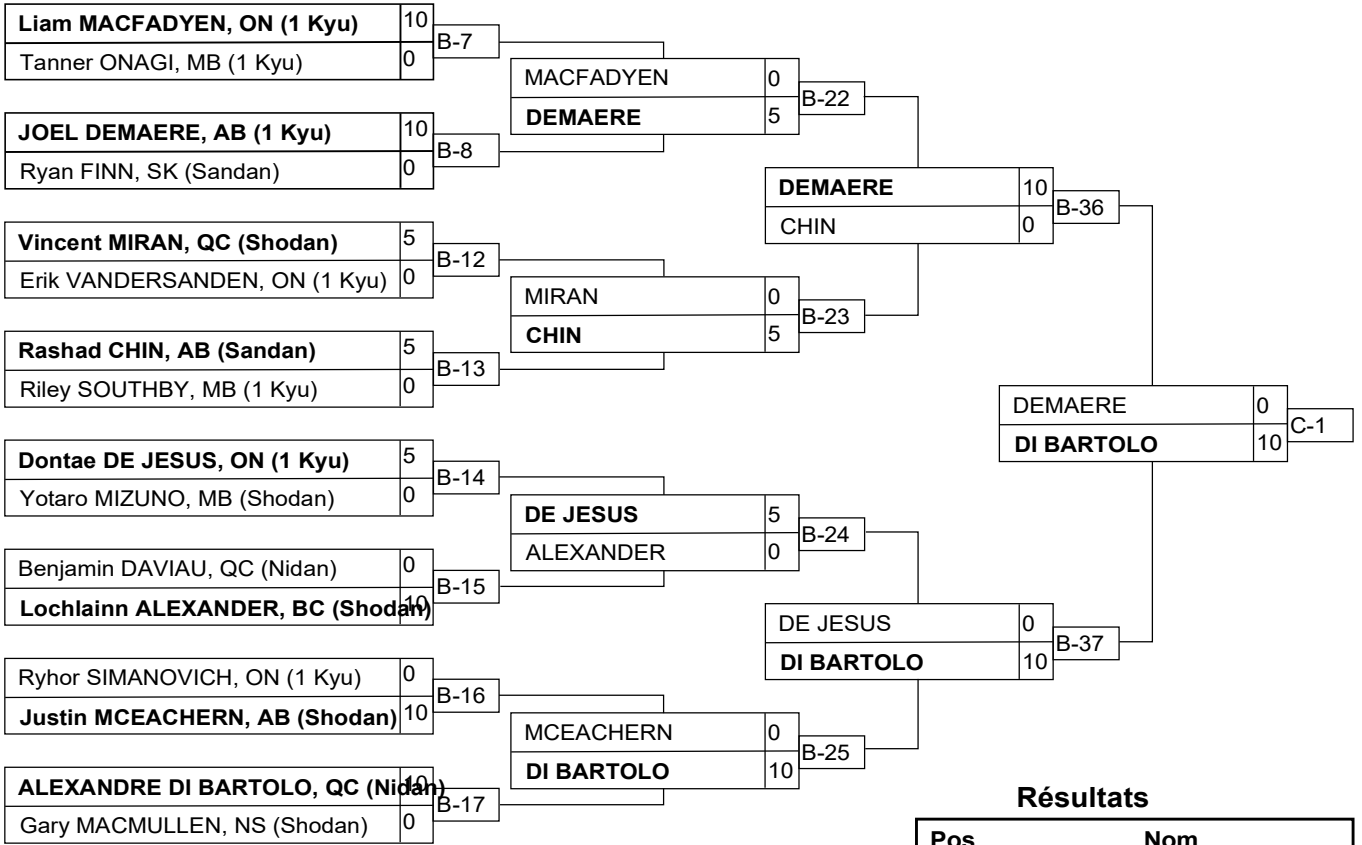 Liam MACFADYEN, ON (1 Kyu) 10
Tanner ONAGI, MB (1 Kyu) 0
B-7
JOEL DEMAERE, AB (1 Kyu) 10
Ryan FINN, SK (Sandan) 0
B-8
Vincent MIRAN, QC (Shodan) 5
Erik VANDERSANDEN, ON (1 Kyu) 0
B-12
Rashad CHIN, AB (Sandan) 5
Riley SOUTHBY, MB (1 Kyu) 0
B-13
Dontae DE JESUS, ON (1 Kyu) 5
Yotaro MIZUNO, MB (Shodan) 0
B-14
Benjamin DAVIAU, QC (Nidan) 0
Lochlainn ALEXANDER, BC (Shodan) 10
B-15
Ryhor SIMANOVICH, ON (1 Kyu) 0
Justin MCEACHERN, AB (Shodan) 10
B-16
ALEXANDRE DI BARTOLO, QC (Nidan) 10
Gary MACMULLEN, NS (Shodan) 0
B-17
MACFADYEN 0
DEMAERE 5
B-22
MIRAN 0
CHIN 5
B-23
DE JESUS 5
ALEXANDER 0
B-24
MCEACHERN 0
DI BARTOLO 10
B-25
DEMAERE 10
CHIN 0
B-36
DE JESUS 0
DI BARTOLO 10
B-37
DEMAERE 0
DI BARTOLO 10
C-1
Résultats
Pos Nom